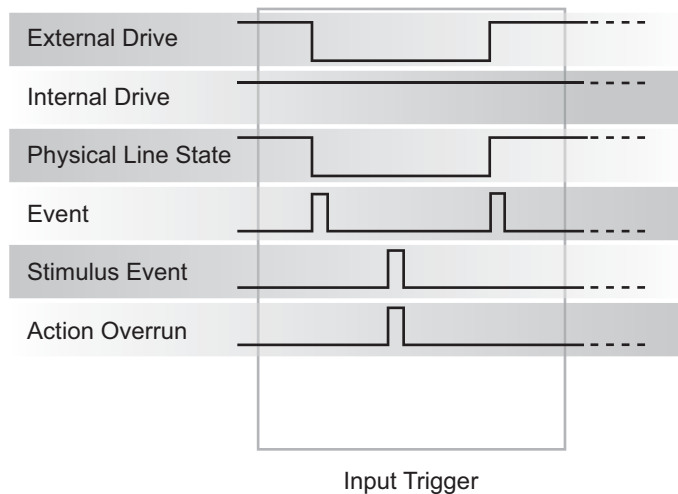 External Drive
Internal Drive
Physical Line State
Event
Stimulus Event
Action Overrun
Input Trigger